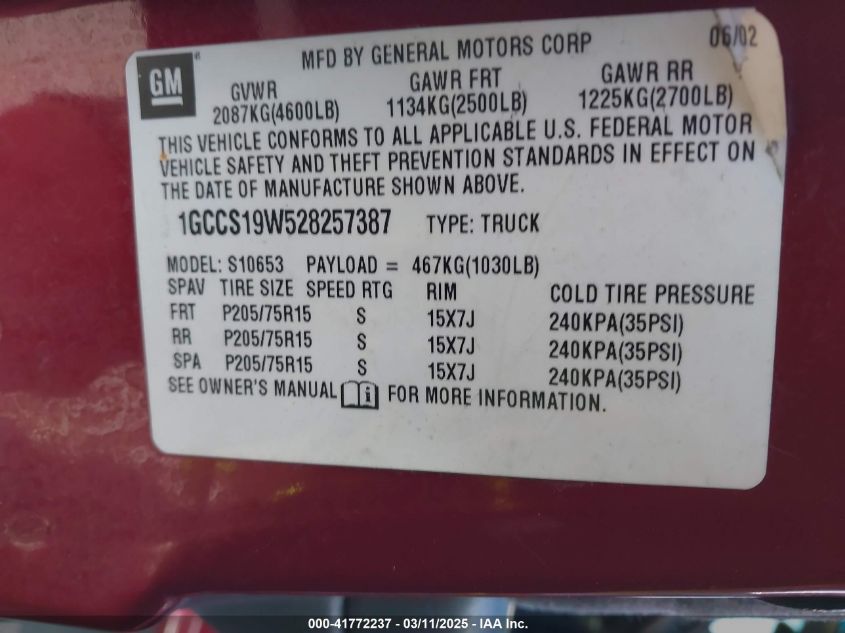 MFD BY GENERAL MOTORS CORP 06/02
GM
GVWR GAWR FRT GAWR RR
2087KG(4600LB) 1134KG(2500LB) 1225KG(2700LB)
THIS VEHICLE CONFORMS TO ALL APPLICABLE U.S. FEDERAL MOTOR
VEHICLE SAFETY AND THEFT PREVENTION STANDARDS IN EFFECT ON
THE DATE OF MANUFACTURE SHOWN ABOVE.
1GCCS19W528257387 TYPE: TRUCK
MODEL: S10653 PAYLOAD = 467KG(1030LB)
SPAV TIRE SIZE SPEED RTG RIM COLD TIRE PRESSURE
FRT P205/75R15 S 15X7J 240KPA(35PSI)
RR P205/75R15 S 15X7J 240KPA(35PSI)
SPA P205/75R15 S 15X7J 240KPA(35PSI)
SEE OWNER'S MANUAL i FOR MORE INFORMATION.
000-41772237 - 03/11/2025 - IAA Inc.